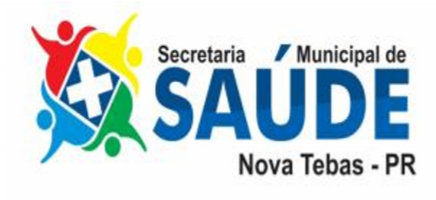 Secretaria Municipal de
SAÚDE
Nova Tebas - PR